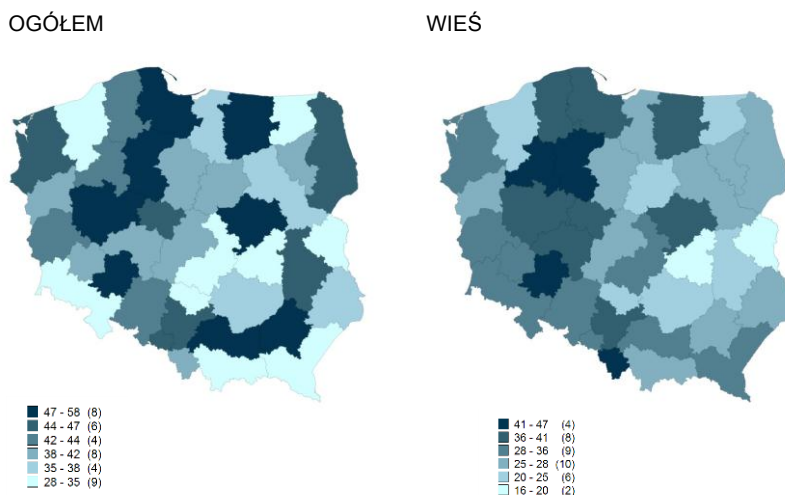 OGÓŁEM
WIEŚ
47 - 58 (8)
44 - 47 (6)
42 - 44 (4)
38 - 42 (8)
35 - 38 (4)
28 - 35 (9)
41 - 47 (4)
36 - 41 (8)
28 - 36 (9)
25 - 28 (10)
20 - 25 (6)
16 - 20 (2)